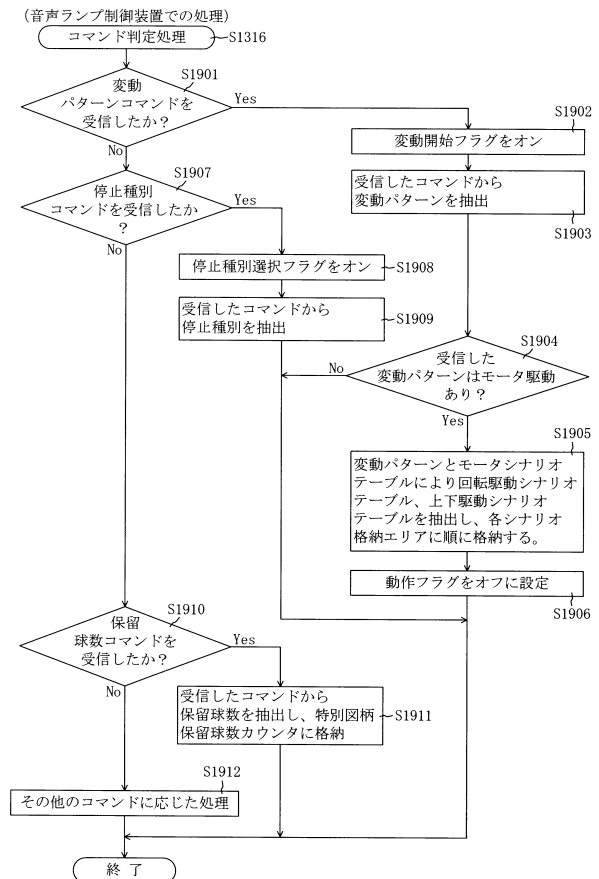 (音声ランプ制御装置での処理)
コマンド判定処理
S1316
S1901
変動
パターンコマンドを
受信したか？
Yes
No
S1902
変動開始フラグをオン
受信したコマンドから
変動パターンを抽出
S1903
S1907
停止種別
コマンドを受信したか
？
Yes
No
停止種別選択フラグをオン
S1908
受信したコマンドから
停止種別を抽出
S1909
S1904
受信した
変動パターンはモータ駆動
あり？
No
Yes
S1905
変動パターンとモータシナリオ
テーブルにより回転駆動シナリオ
テーブル、上下駆動シナリオ
テーブルを抽出し、各シナリオ
格納エリアに順に格納する。
動作フラグをオフに設定
S1906
S1910
保留
球数コマンドを
受信したか？
Yes
No
受信したコマンドから
保留球数を抽出し、特別図柄
保留球数カウンタに格納
S1911
S1912
その他のコマンドに応じた処理
終 了